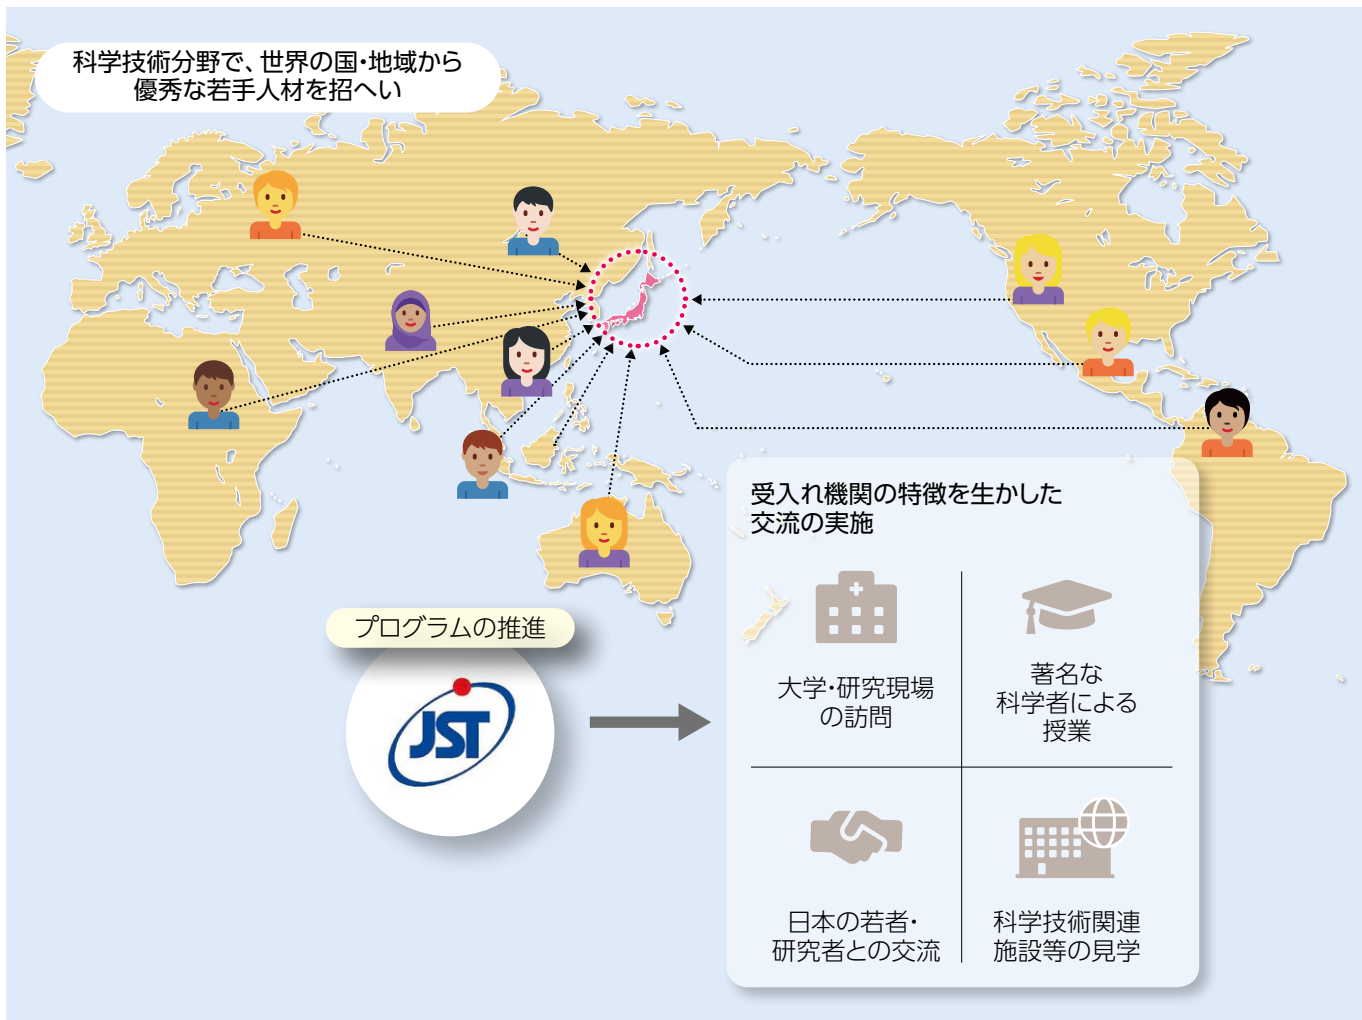 科学技術分野で、世界の国・地域から
優秀な若手人材を招へい
受入れ機関の特徴を生かした
交流の実施
プログラムの推進
JST
大学・研究現場
の訪問
著名な
科学者による
授業
日本の若者・
研究者との交流
科学技術関連
施設等の見学